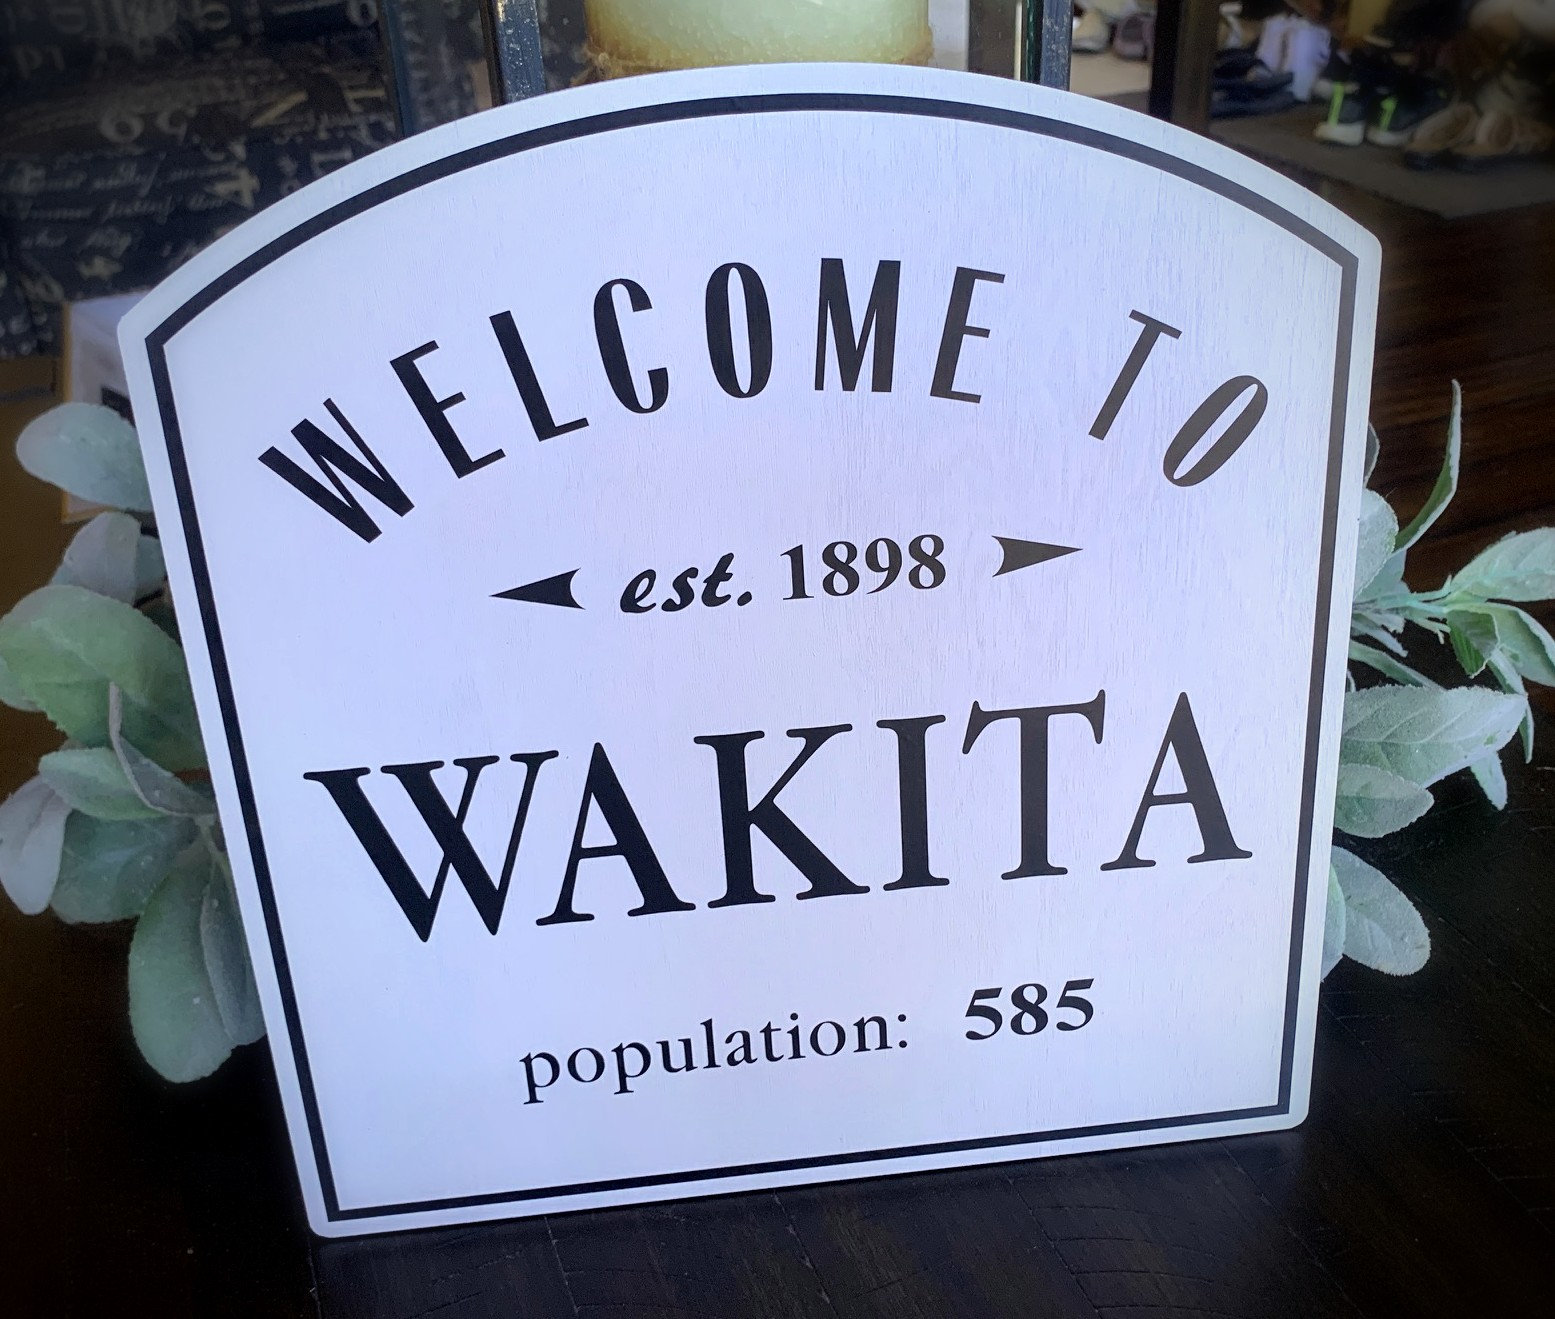 WELCOME TO
est. 1898
WAKITA
population: 585